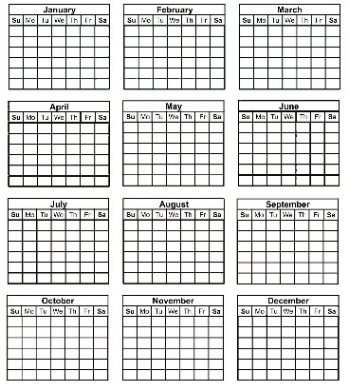 January February March
Su Mo Tu We Th Fr Sa Su Mo Tu We Th Fr Sa Su Mo Tu We Th Fr Sa
April May June
Su Mo Tu We Th Fr Sa Su Mo Tu We Th Fr Sa Su Mo Tu We Th Fr Sa
July August September
Su Mo Tu We Th Fr Sa Su Mo Tu We Th Fr Sa Su Mo Tu We Th Fr Sa
October November December
Su Mo Tu We Th Fr Sa Su Mo Tu We Th Fr Sa Su Mo Tu We Th Fr Sa